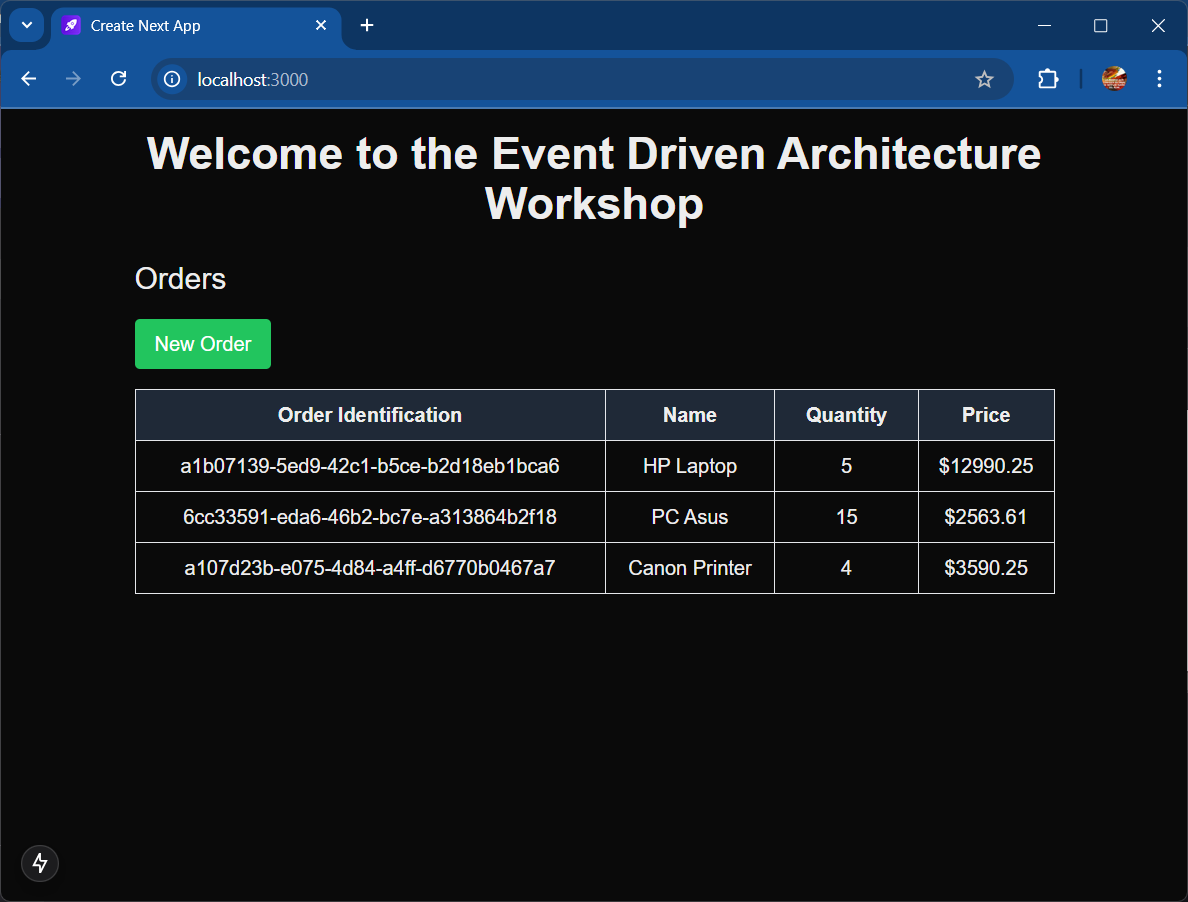 Create Next App
localhost:3000
Welcome to the Event Driven Architecture
Workshop
Orders
New Order
Order Identification Name Quantity Price
a1b07139-5ed9-42c1-b5ce-b2d18eb1bca6 HP Laptop 5 $12990.25
6cc33591-eda6-46b2-bc7e-a313864b2f18 PC Asus 15 $2563.61
a107d23b-e075-4d84-a4ff-d6770b0467a7 Canon Printer 4 $3590.25